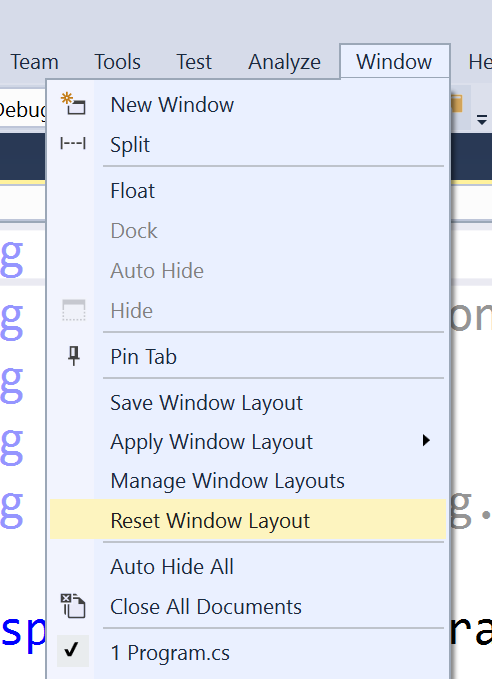 Team Tools Test Analyze Window He
Debug
New Window
Split
Float
Dock
Auto Hide
Hide
Pin Tab
Save Window Layout
Apply Window Layout
Manage Window Layouts
Reset Window Layout
Auto Hide All
Close All Documents
1 Program.cs
g
g on
g
g
g g.
sp ra